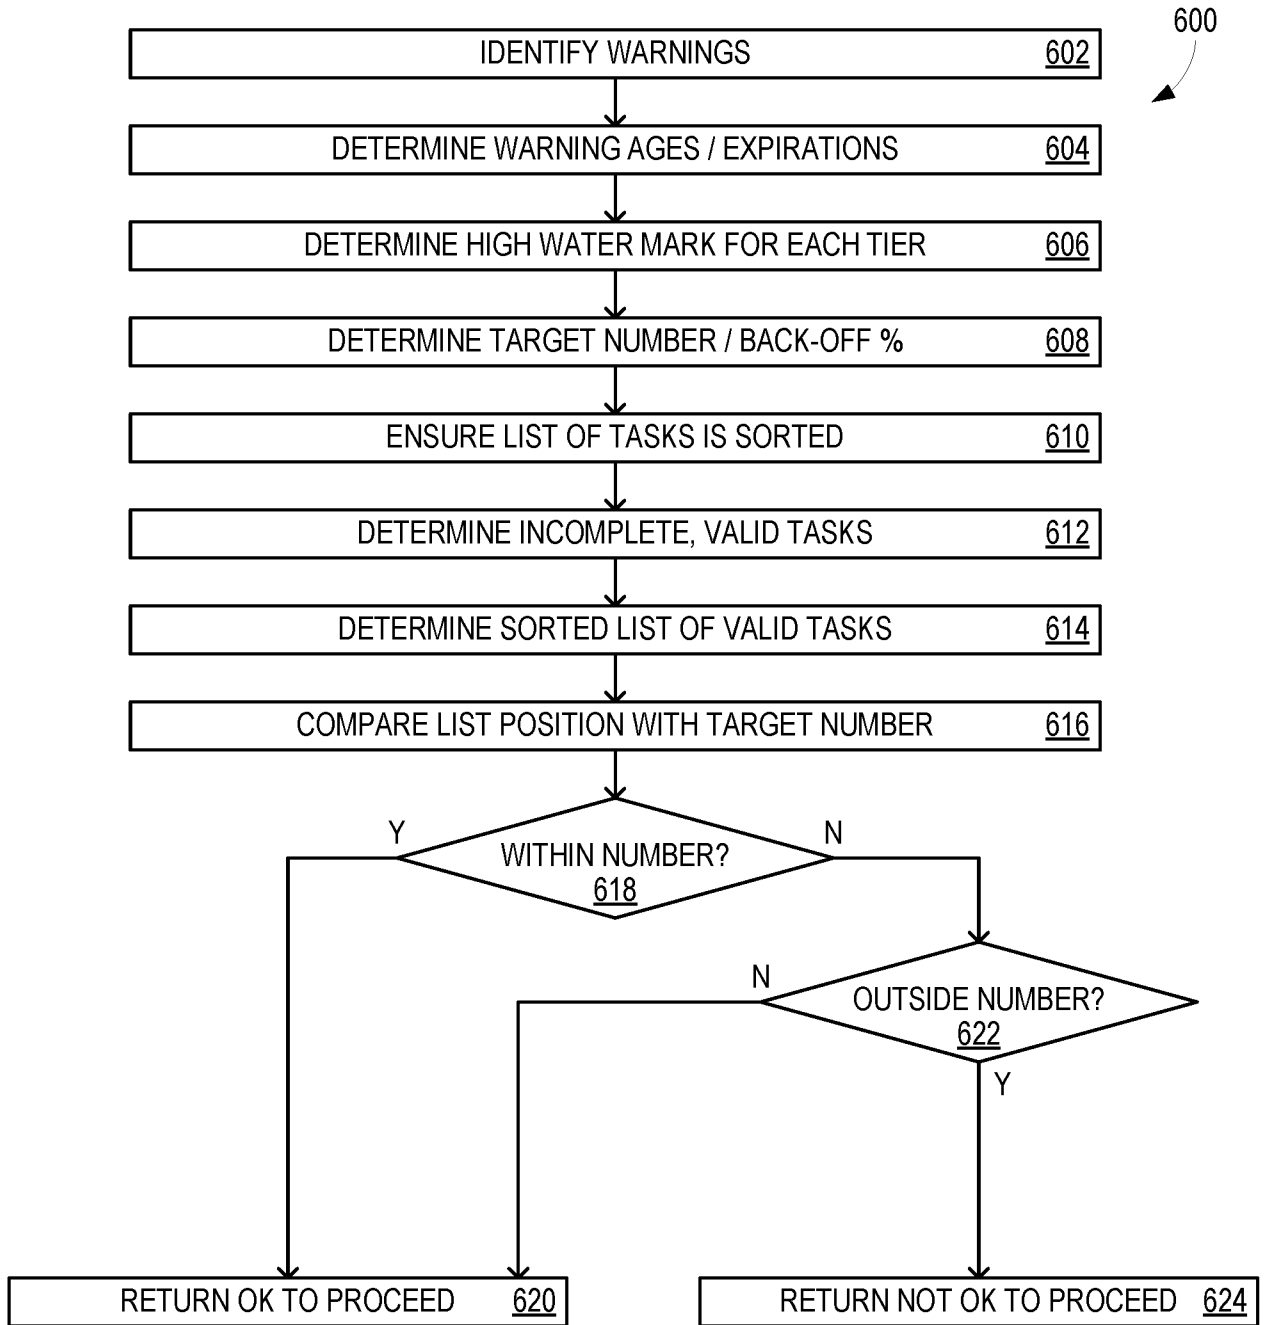 600
IDENTIFY WARNINGS 602
DETERMINE WARNING AGES / EXPIRATIONS 604
DETERMINE HIGH WATER MARK FOR EACH TIER 606
DETERMINE TARGET NUMBER / BACK-OFF % 608
ENSURE LIST OF TASKS IS SORTED 610
DETERMINE INCOMPLETE, VALID TASKS 612
DETERMINE SORTED LIST OF VALID TASKS 614
COMPARE LIST POSITION WITH TARGET NUMBER 616
Y
N
WITHIN NUMBER?
618
N
OUTSIDE NUMBER?
622
Y
RETURN OK TO PROCEED 620
RETURN NOT OK TO PROCEED 624